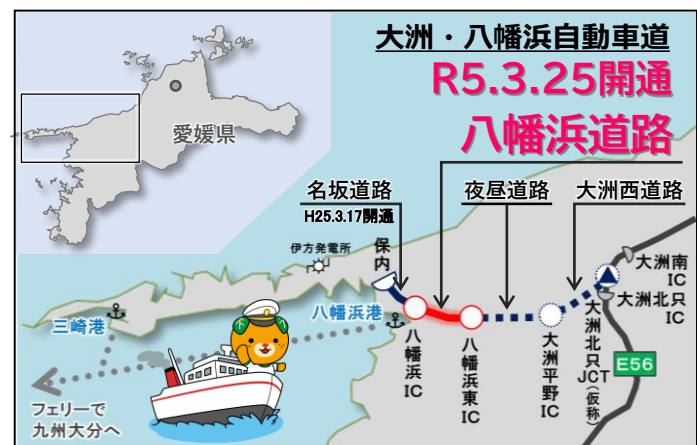 大洲・八幡浜自動車道
R5.3.25開通
八幡浜道路
愛媛県
名坂道路
H25.3.17開通
夜昼道路
大洲西道路
伊方発電所
保内
三崎港
八幡浜港
八幡浜IC
八幡浜東IC
大洲平野IC
大洲北只JCT(仮称)
大洲南
IC
大洲北只
IC
E56
フェリーで
九州大分へ